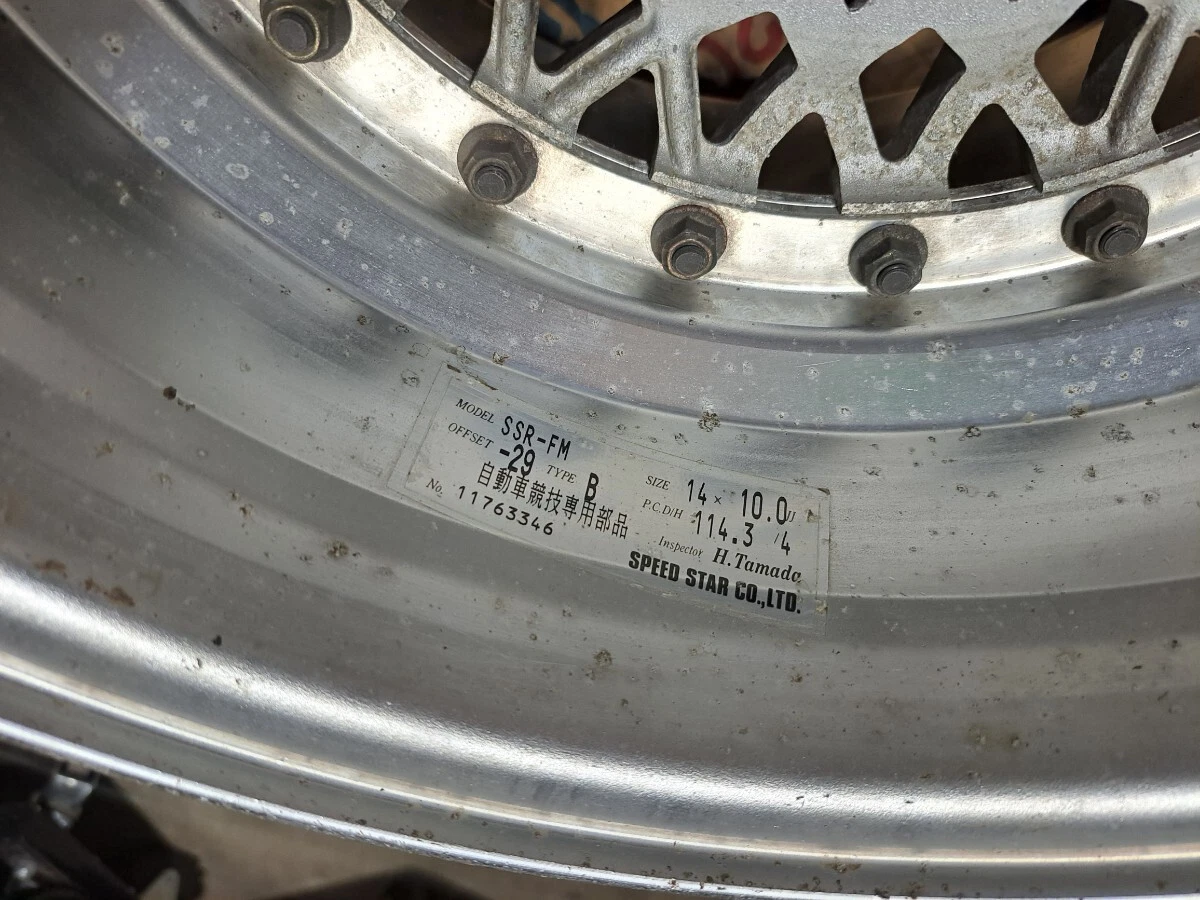 MODEL SSR-FM
SIZE 14× 10.0JJ
OFFSET -29 TYPE B
P.C.D/H 114.3 /4
自動車競技専用部品
Inspector H.Tamada
No. 11763346
SPEED STAR CO.,LTD.